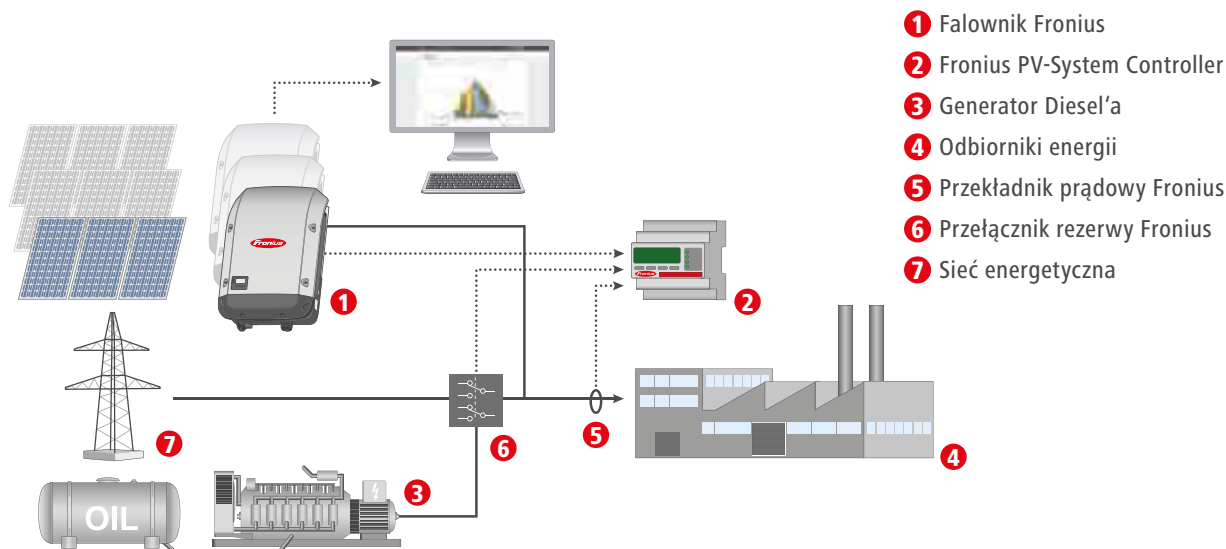 1 Falownik Fronius
2 Fronius PV-System Controller
3 Generator Diesel‘a
4 Odbiorniki energii
5 Przekładnik prądowy Fronius
6 Przełącznik rezerwy Fronius
7 Sieć energetyczna
Fronius
1
Fronius
2
5
4
6
7
3
OIL